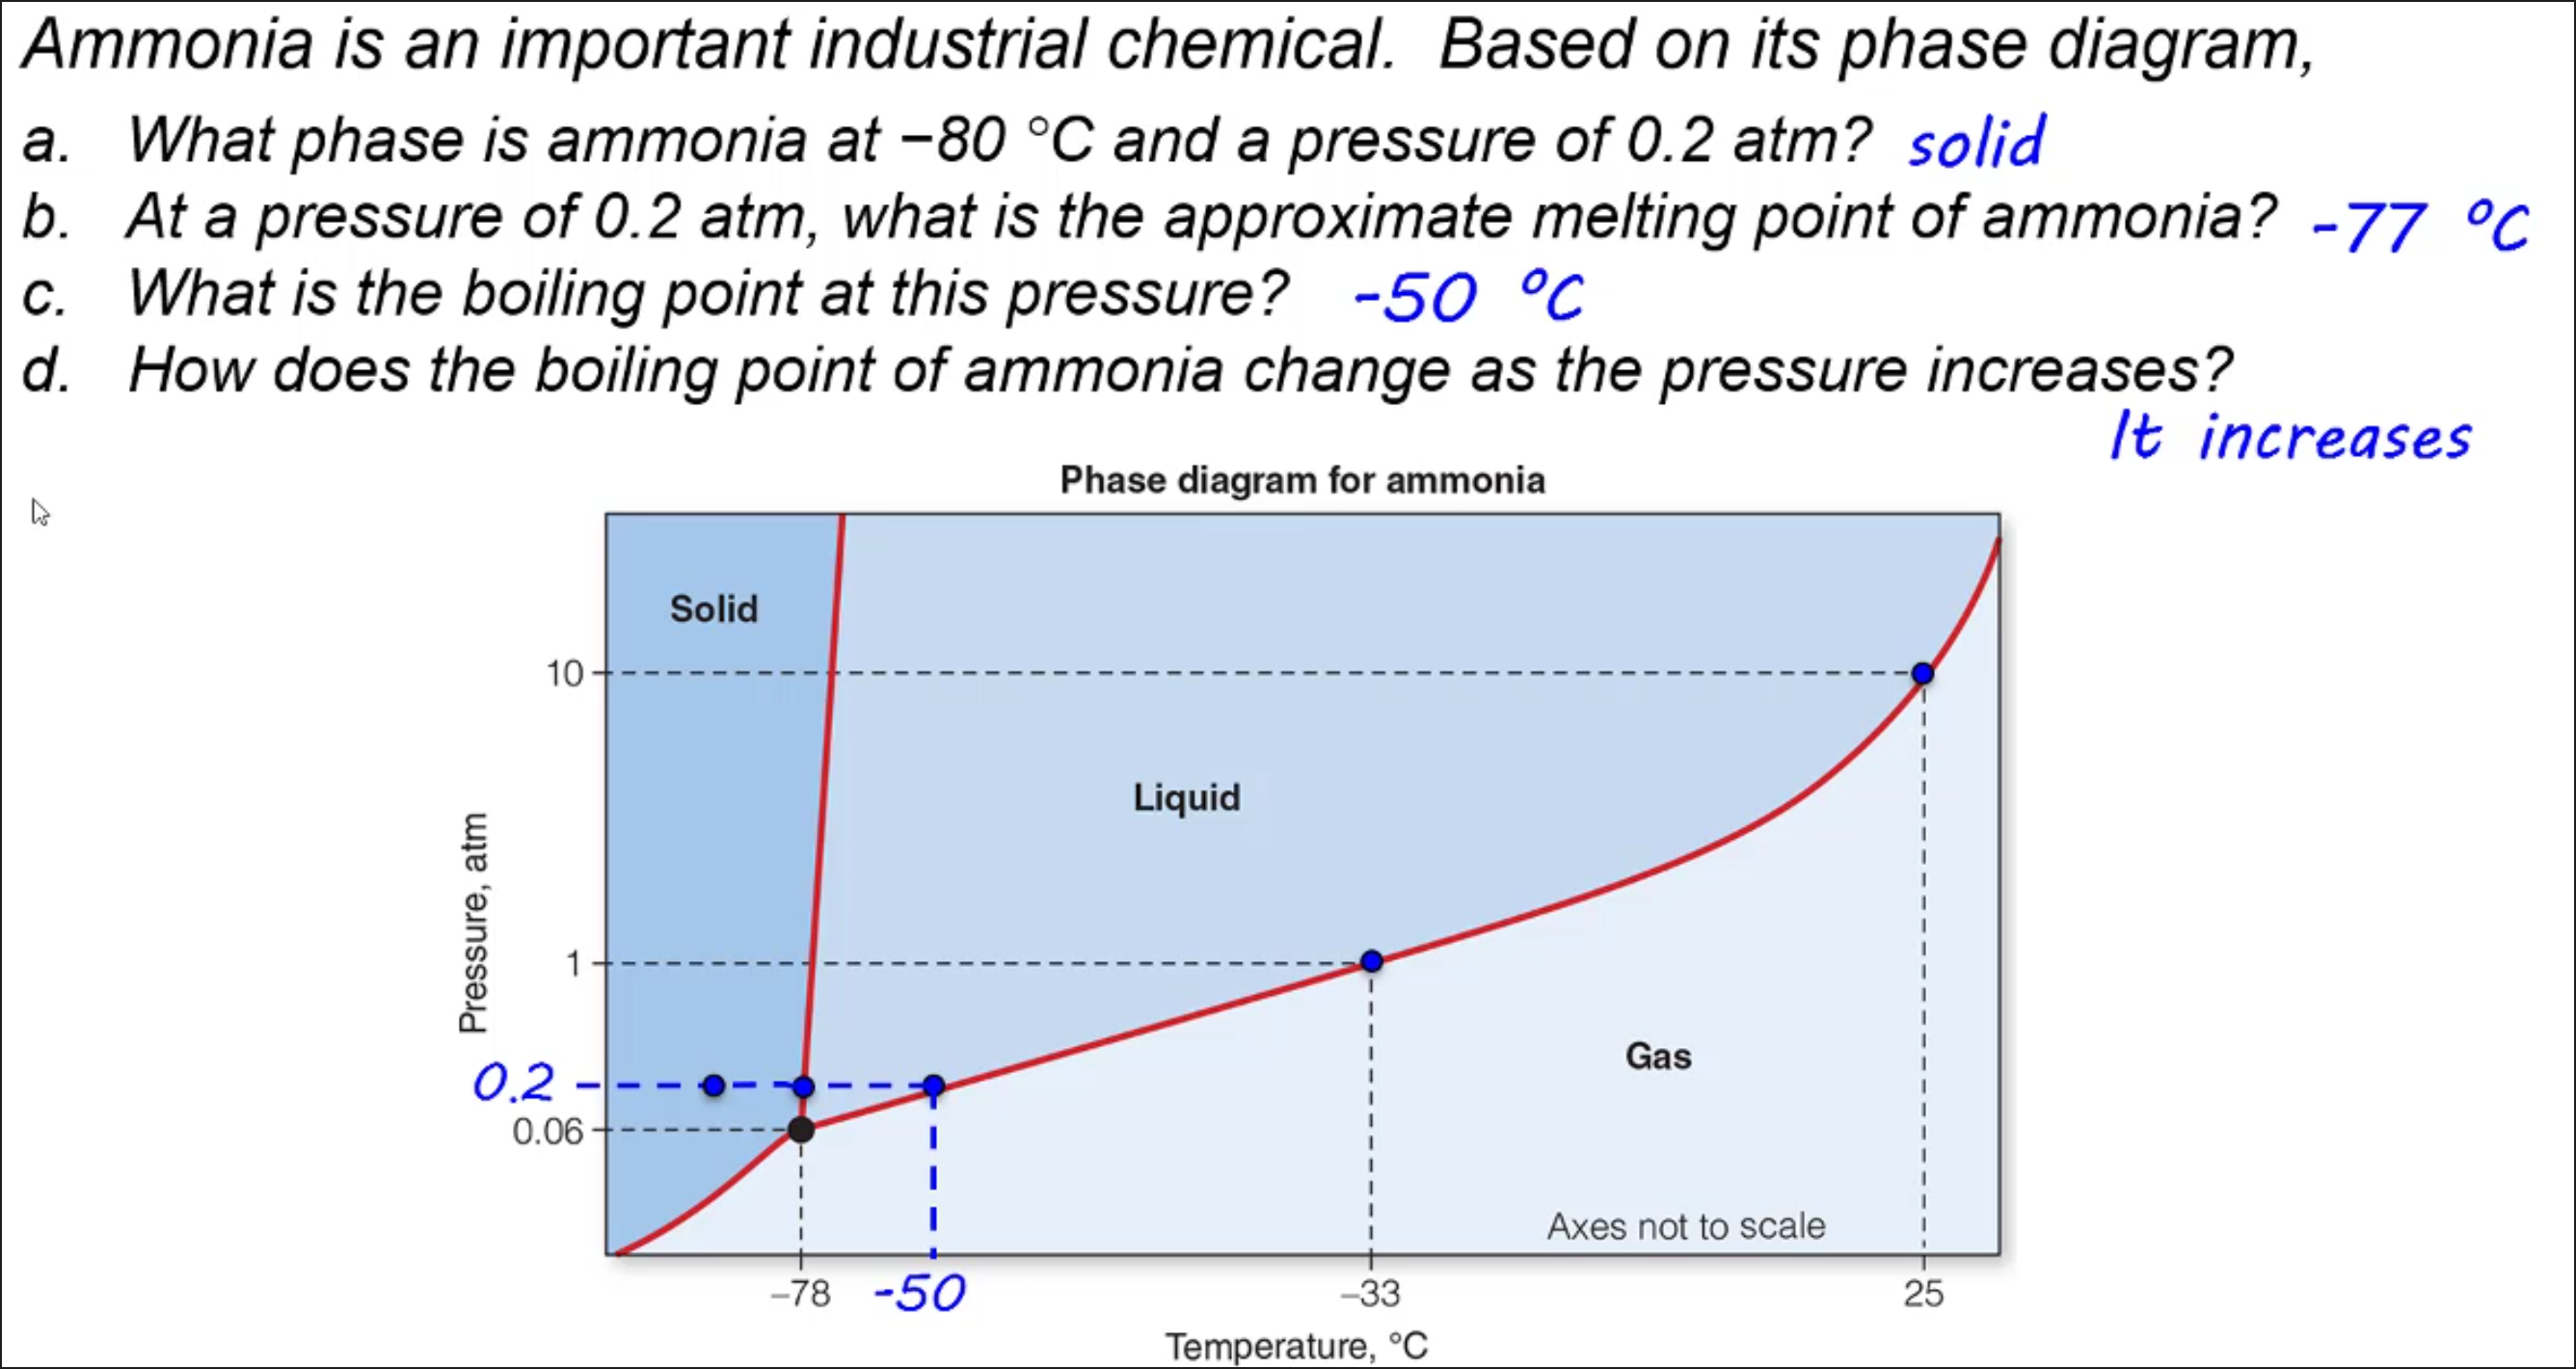 Ammonia is an important industrial chemical. Based on its phase diagram,
a. What phase is ammonia at −80 °C and a pressure of 0.2 atm? solid
b. At a pressure of 0.2 atm, what is the approximate melting point of ammonia? -77 °C
c. What is the boiling point at this pressure? -50 °C
d. How does the boiling point of ammonia change as the pressure increases?
It increases
Phase diagram for ammonia
Solid
10
Liquid
Pressure, atm
1
Gas
0.2
0.06
Axes not to scale
−78 -50 −33 25
Temperature, °C